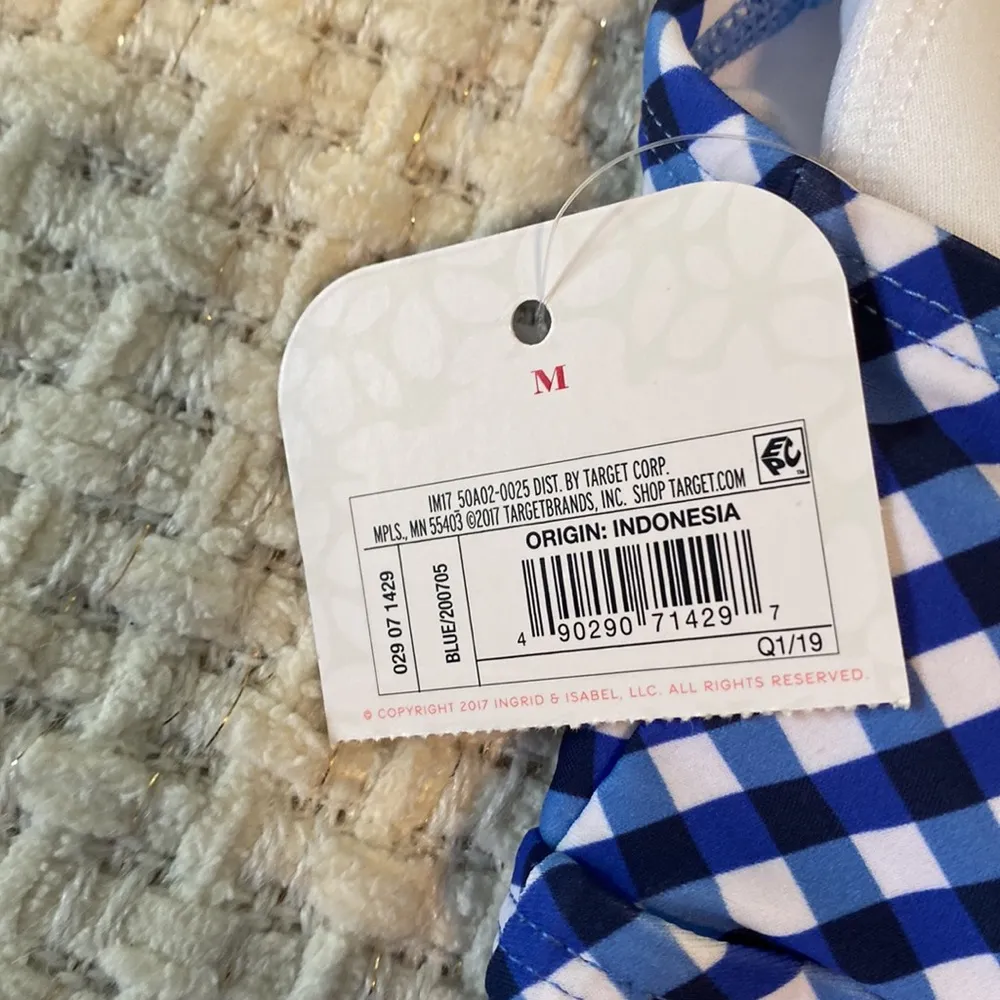 M
IM17 50A02-0025 DIST. BY TARGET CORP.
MPLS., MN 55403 ©2017 TARGETBRANDS, INC. SHOP TARGET.COM
EPC™
029 07 1429
BLUE/200705
ORIGIN: INDONESIA
4 90290 71429 7
Q1/19
© COPYRIGHT 2017 INGRID & ISABEL, LLC. ALL RIGHTS RESERVED.